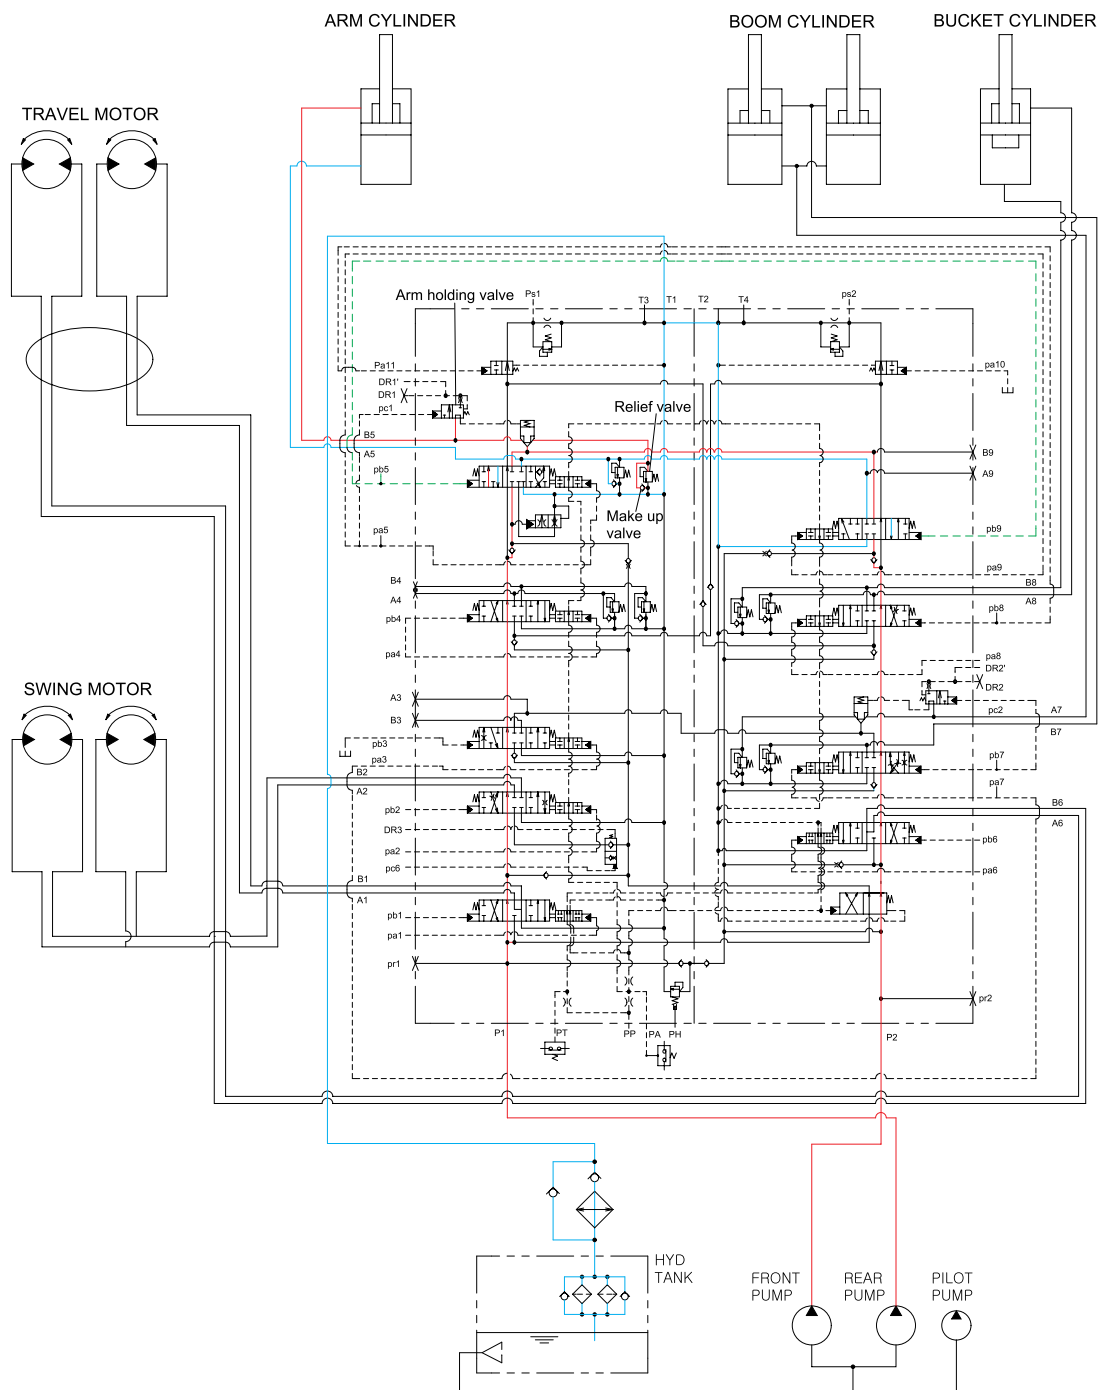 ARM CYLINDER
BOOM CYLINDER
BUCKET CYLINDER
TRAVEL MOTOR
Arm holding valve
Ps1
T3
T1
T2
T4
ps2
Pa11
pa10
DR1'
DR1
pc1
Relief valve
B5
A5
B9
A9
pb5
Make up
valve
pb9
pa5
pa9
B4
A4
B8
A8
pb4
pb8
pa4
pa8
DR2'
DR2
SWING MOTOR
A3
B3
pc2
A7
B7
pb3
pa3
pb7
pa7
B2
A2
pb2
B6
A6
DR3
pa2
pb6
pc6
pa6
B1
A1
pb1
pa1
pr1
pr2
P1
PT
PP
PA
PH
P2
HYD
TANK
FRONT
PUMP
REAR
PUMP
PILOT
PUMP